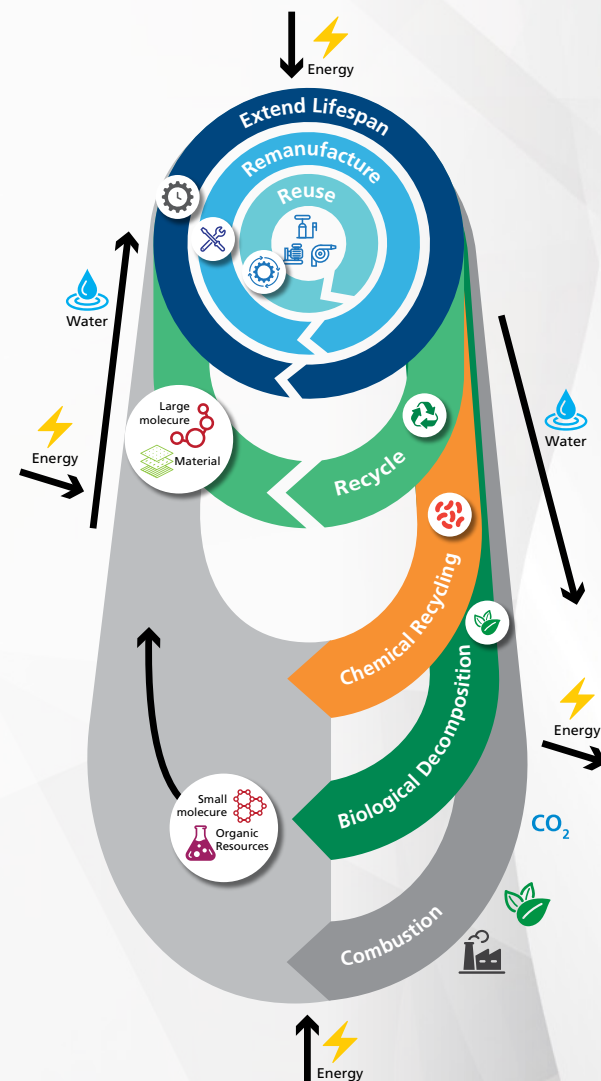 Energy
Extend Lifespan
Remanufacture
Reuse
Water
Large
molecure
Material
Energy
Water
Recycle
Chemical Recycling
Biological Decomposition
Energy
Small
molecure
Organic
Resources
CO₂
Combustion
Energy